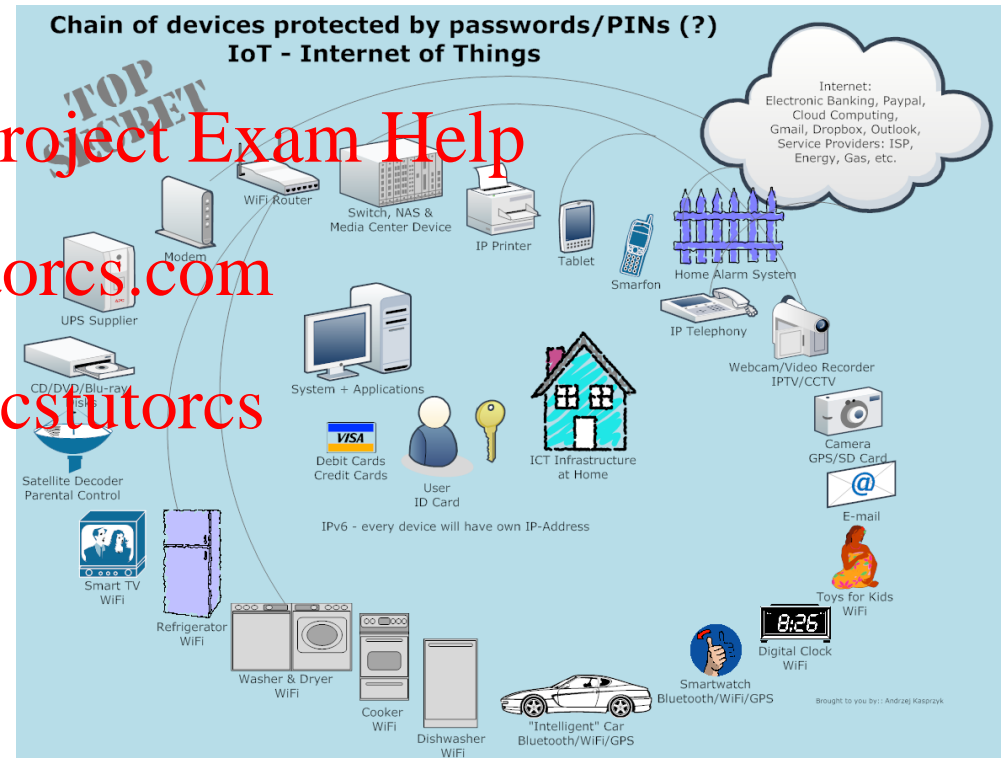 Chain of devices protected by passwords/PINs (?)
IoT - Internet of Things
TOP
SECRET
Internet:
Electronic Banking, Paypal,
Cloud Computing,
Gmail, Dropbox, Outlook,
Service Providers: ISP,
Energy, Gas, etc.
roject Exam Help
WiFi Router
Switch, NAS &
Media Center Device
IP Printer
Tablet
Smarfon
Home Alarm System
Modem
orcs.com
UPS Supplier
IP Telephony
System + Applications
Webcam/Video Recorder
IPTV/CCTV
CD/DVD/Blu-ray
cstutorcs
Camera
GPS/SD Card
VISA
Debit Cards
Credit Cards
User
ID Card
ICT Infrastructure
at Home
Satellite Decoder
Parental Control
@
E-mail
IPv6 - every device will have own IP-Address
Smart TV
WiFi
Toys for Kids
WiFi
Refrigerator
WiFi
8:26
Digital Clock
WiFi
Washer & Dryer
WiFi
Smartwatch
Bluetooth/WiFi/GPS
Brought to you by:: Andrzej Kasprzyk
Cooker
WiFi
"Intelligent" Car
Bluetooth/WiFi/GPS
Dishwasher
WiFi